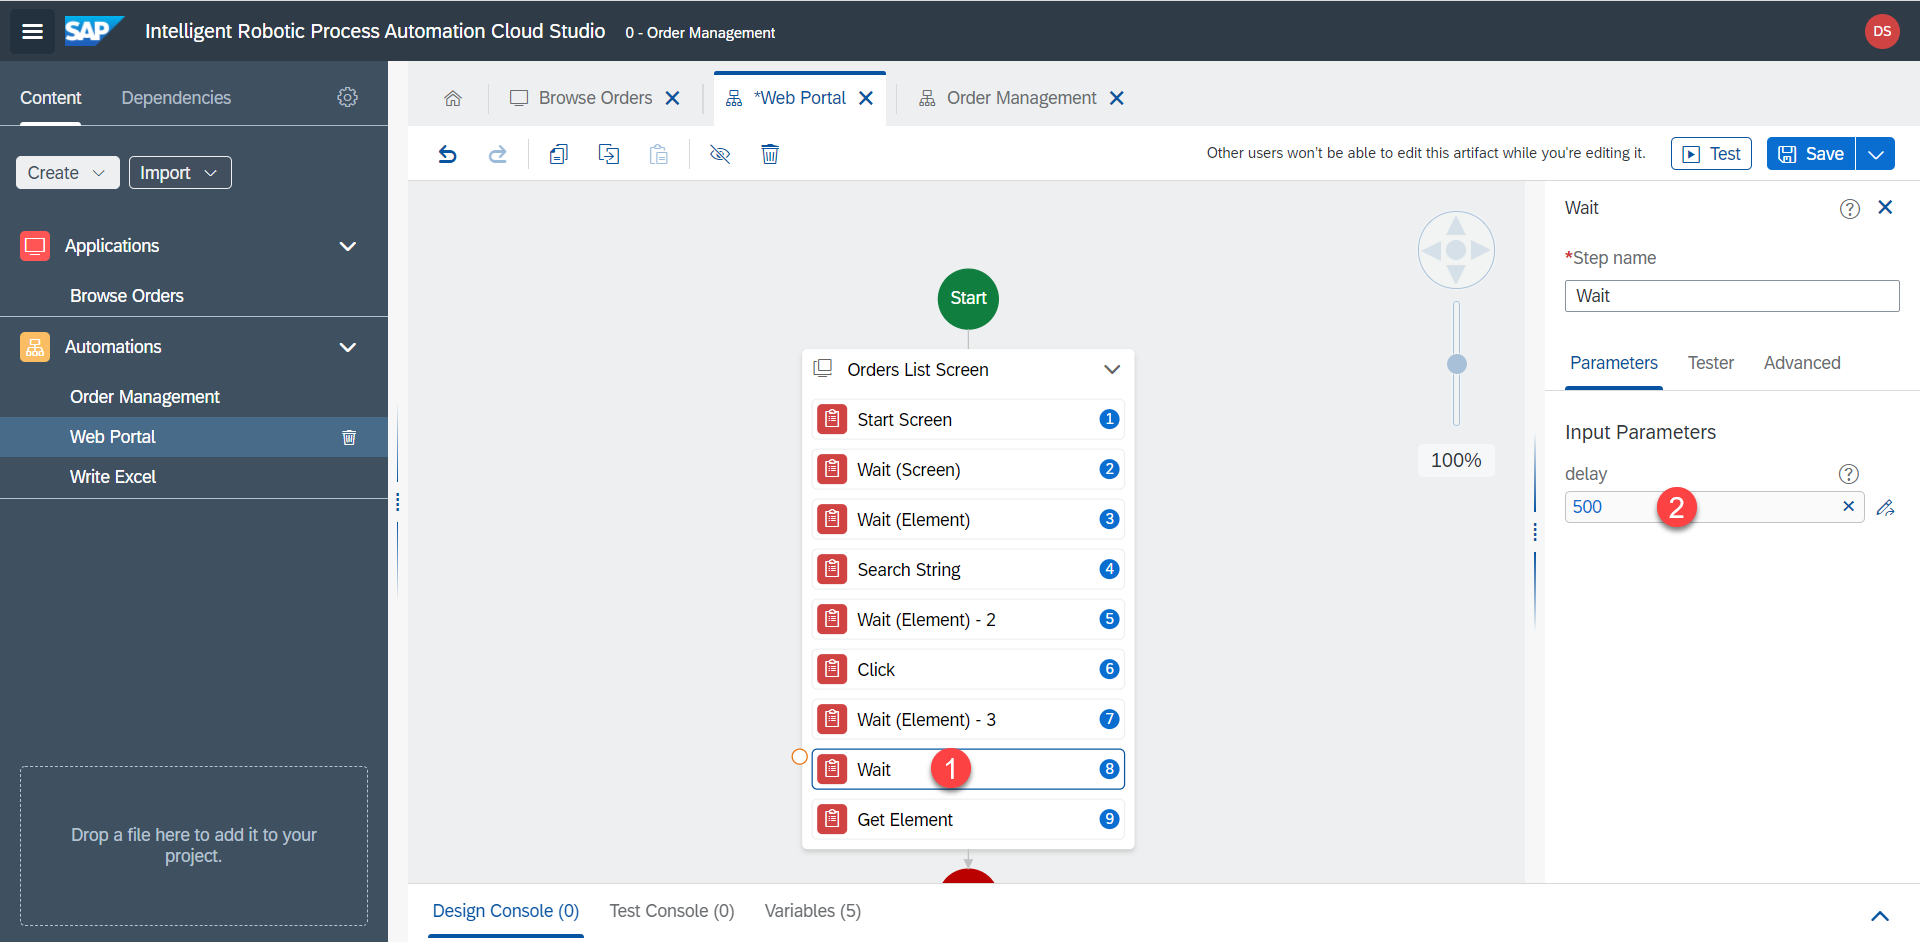 SAP Intelligent Robotic Process Automation Cloud Studio 0 - Order Management DS
Content Dependencies
Browse Orders *Web Portal Order Management
Create Import
Other users won't be able to edit this artifact while you're editing it. Test Save
Applications
Browse Orders
Automations
Order Management
Web Portal
Write Excel
Drop a file here to add it to your
project.
Start
Orders List Screen
Start Screen 1
Wait (Screen) 2
Wait (Element) 3
Search String 4
Wait (Element) - 2 5
Click 6
Wait (Element) - 3 7
Wait 1 8
Get Element 9
100%
Wait
*Step name
Wait
Parameters Tester Advanced
Input Parameters
delay
500 2
Design Console (0) Test Console (0) Variables (5)